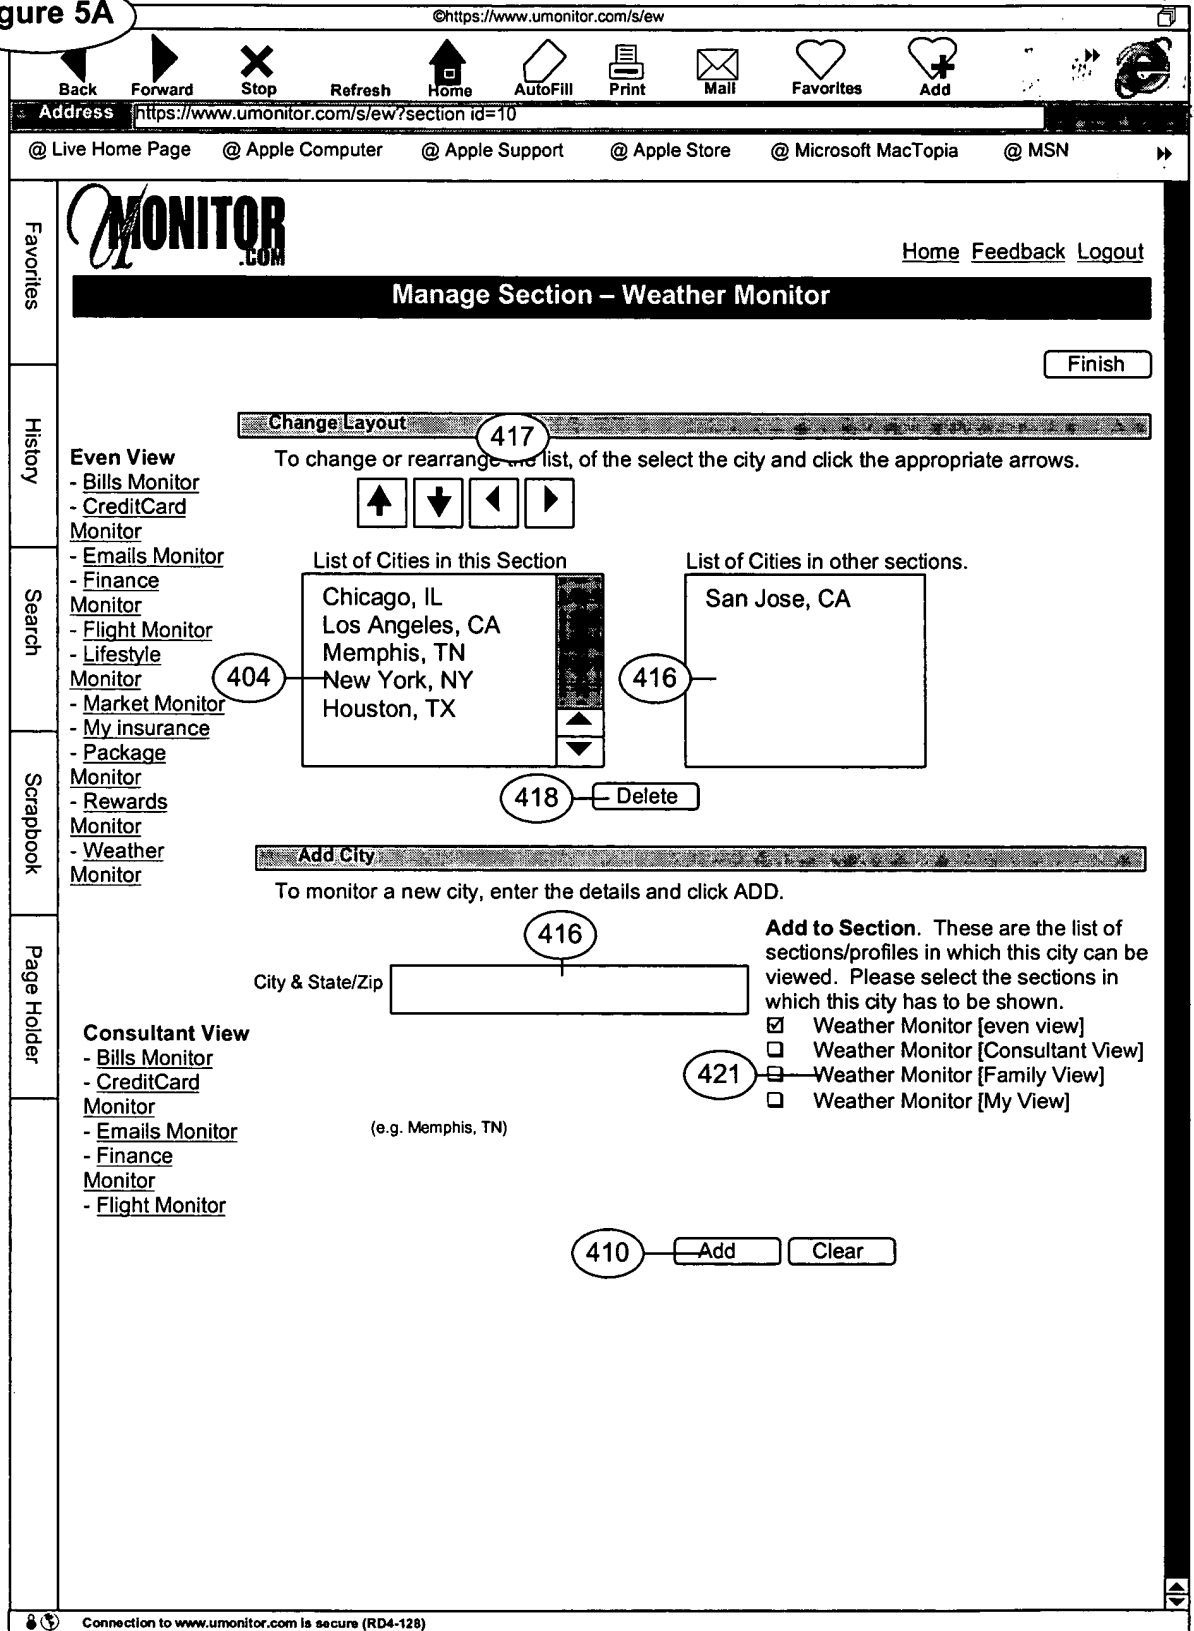 gure 5A
©https://www.umonitor.com/s/ew
Back Forward Stop Refresh Home AutoFill Print Mail Favorites Add
Address https://www.umonitor.com/s/ew?section id=10
@ Live Home Page @ Apple Computer @ Apple Support @ Apple Store @ Microsoft MacTopia @ MSN
Favorites
History
Search
Scrapbook
Page Holder
UMONITOR
.COM
Home Feedback Logout
Manage Section – Weather Monitor
Finish
Change Layout
417
To change or rearrange the list, of the select the city and click the appropriate arrows.
Even View
- Bills Monitor
- CreditCard
Monitor
- Emails Monitor
- Finance
Monitor
- Flight Monitor
- Lifestyle
Monitor
- Market Monitor
- My insurance
- Package
Monitor
- Rewards
Monitor
- Weather
Monitor
List of Cities in this Section
Chicago, IL
Los Angeles, CA
Memphis, TN
New York, NY
Houston, TX
404
List of Cities in other sections.
San Jose, CA
416
418
Delete
Add City
To monitor a new city, enter the details and click ADD.
416
City & State/Zip
(e.g. Memphis, TN)
Add to Section. These are the list of
sections/profiles in which this city can be
viewed. Please select the sections in
which this city has to be shown.
Weather Monitor [even view]
Weather Monitor [Consultant View]
Weather Monitor [Family View]
Weather Monitor [My View]
421
Consultant View
- Bills Monitor
- CreditCard
Monitor
- Emails Monitor
- Finance
Monitor
- Flight Monitor
410
Add Clear
Connection to www.umonitor.com is secure (RD4-128)